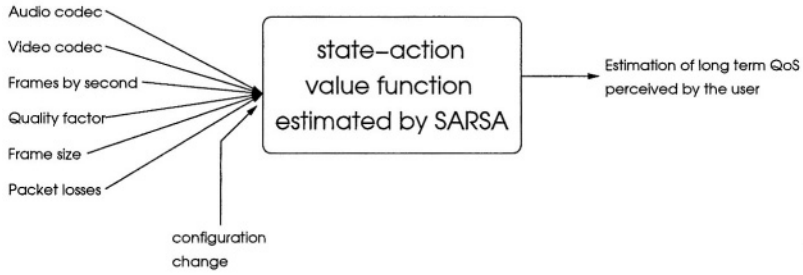 Audio codec
Video codec
Frames by second
Quality factor
Frame size
Packet losses
configuration
change
state-action
value function
estimated by SARSA
Estimation of long term QoS
perceived by the user